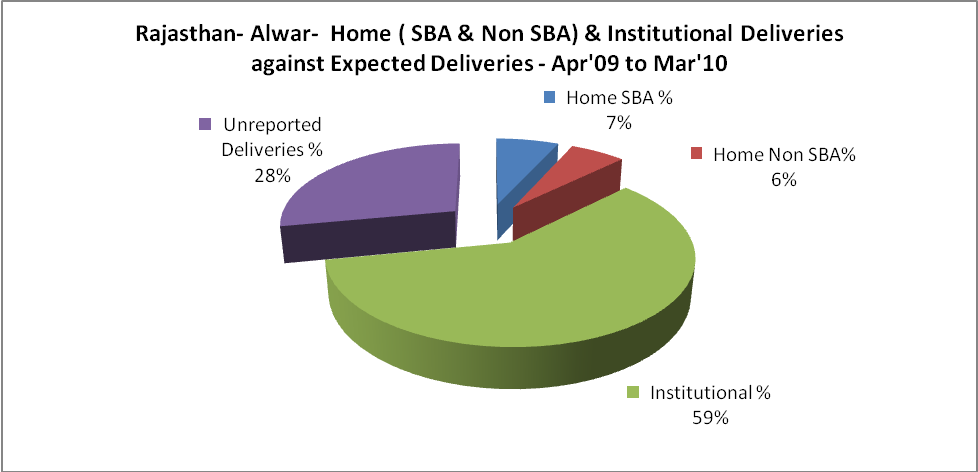 Rajasthan- Alwar- Home ( SBA & Non SBA) & Institutional Deliveries
against Expected Deliveries - Apr'09 to Mar'10
Home SBA %
7%
Unreported
Deliveries %
28%
Home Non SBA%
6%
Institutional %
59%